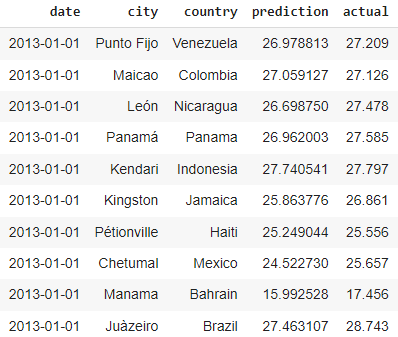 date city country prediction actual
2013-01-01 Punto Fijo Venezuela 26.978813 27.209
2013-01-01 Maicao Colombia 27.059127 27.126
2013-01-01 León Nicaragua 26.698750 27.478
2013-01-01 Panamá Panama 26.962003 27.585
2013-01-01 Kendari Indonesia 27.740541 27.797
2013-01-01 Kingston Jamaica 25.863776 26.861
2013-01-01 Pétionville Haiti 25.249044 25.556
2013-01-01 Chetumal Mexico 24.522730 25.657
2013-01-01 Manama Bahrain 15.992528 17.456
2013-01-01 Juàzeiro Brazil 27.463107 28.743